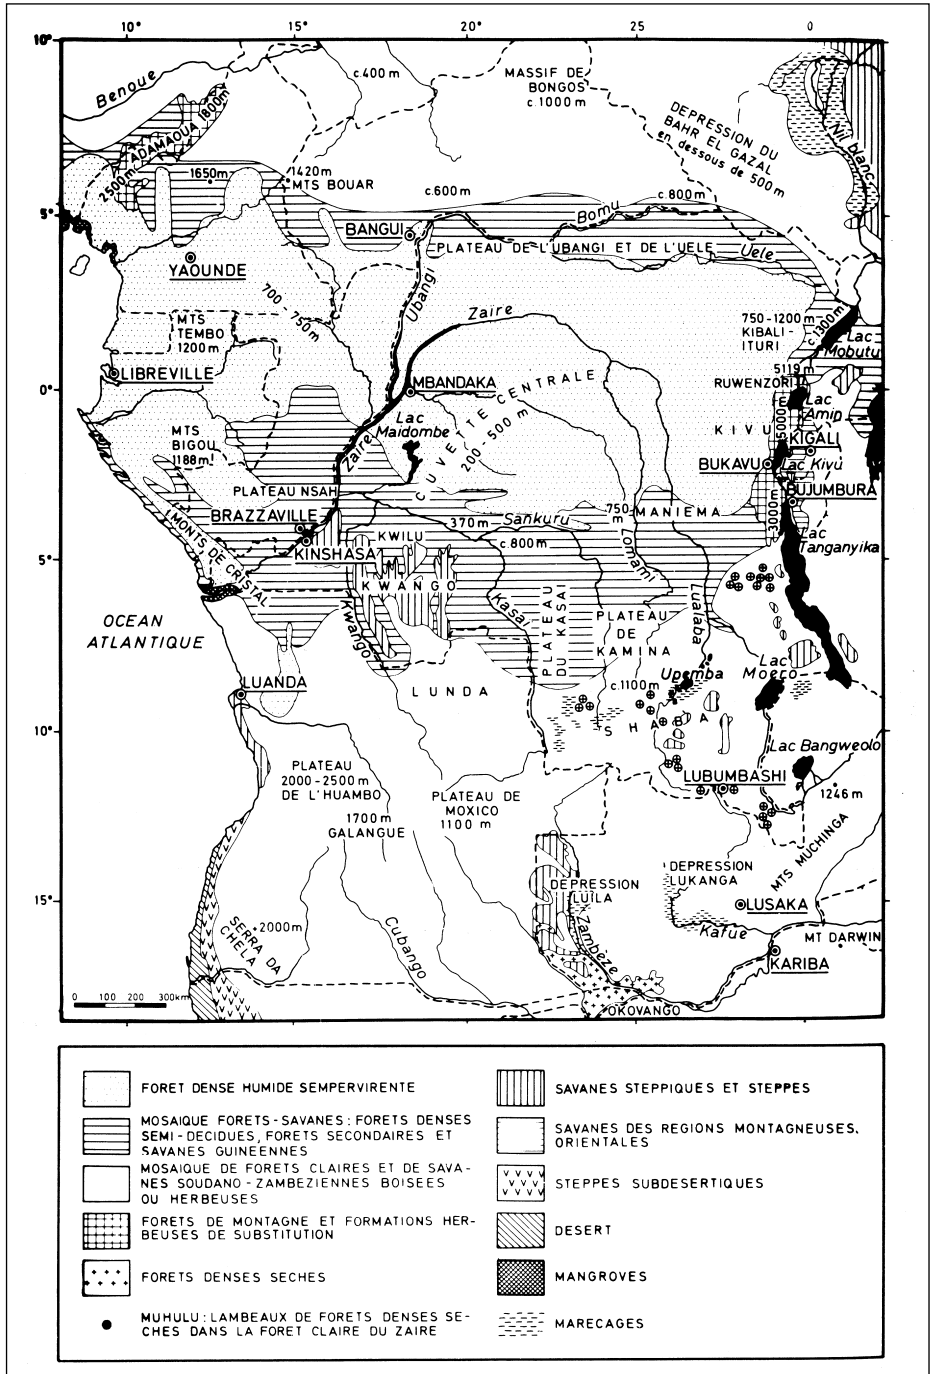 10°
15°
20°
25°
0
10°
c.400 m
MASSIF DE
BONGOS
c.1000 m
Benoue
ADAMAOUA 1800m
2500m
DEPRESSION DU
BAHR EL GAZAL
en dessous de 500m
Nil blanc
1650m
1420m
MTS BOUAR
c.600m
c.800m
5°
Bomu
BANGUI
PLATEAU DE L'UBANGI ET DE L'UELE
Uele
YAOUNDE
Ubangi
700-750m
Zaire
MTS
TEMBO
1200m
750-1200m
KIBALI-
ITURI
c.1300m
Lac
Mobutu
LIBREVILLE
5119m
RUWENZORI
0°
MBANDAKA
CUVETTE CENTRALE
200-500 m
Lac
Amin
Lac
Maidombe
Zaire
MTS
BIGOU
1188m
KIVU
5000m
KIGALI
BUKAVU
Lac Kivu
BUJUMBURA
PLATEAU NSAH
BRAZZAVILLE
370m
Sankuru
750
m
MANIEMA
3000m
KWILU
KINSHASA
c.800m
Lac
Tanganyika
MONTS DE CRISTAL
5°
KWANGO
Lomami
Kwango
Kasai
PLATEAU
DU KASAI
PLATEAU
DE
KAMINA
Lualaba
OCEAN
ATLANTIQUE
LUANDA
LUNDA
c.1100m
Upemba
Lac
Moero
SHABA
10°
PLATEAU
2000-2500m
DE L'HUAMBO
PLATEAU DE
MOXICO
1100 m
1700m
GALANGUE
Lac Bangweolo
LUBUMBASHI
1246m
MTS MUCHINGA
DEPRESSION
LUILA
DEPRESSION
LUKANGA
15°
LUSAKA
SERRA DA
CHELA
2000m
Cubango
Zambeze
Kafue
MT DARWIN
KARIBA
0 100 200 300km
OKOVANGO
FORET DENSE HUMIDE SEMPERVIRENTE
MOSAIQUE FORETS-SAVANES: FORETS DENSES
SEMI-DECIDUES, FORETS SECONDAIRES ET
SAVANES GUINEENNES
MOSAIQUE DE FORETS CLAIRES ET DE SAVA-
NES SOUDANO-ZAMBEZIENNES BOISEES
OU HERBEUSES
FORETS DE MONTAGNE ET FORMATIONS HER-
BEUSES DE SUBSTITUTION
FORETS DENSES SECHES
MUHULU: LAMBEAUX DE FORETS DENSES SE-
CHES DANS LA FORET CLAIRE DU ZAIRE
SAVANES STEPPIQUES ET STEPPES
SAVANES DES REGIONS MONTAGNEUSES.
ORIENTALES
STEPPES SUBDESERTIQUES
DESERT
MANGROVES
MARECAGES